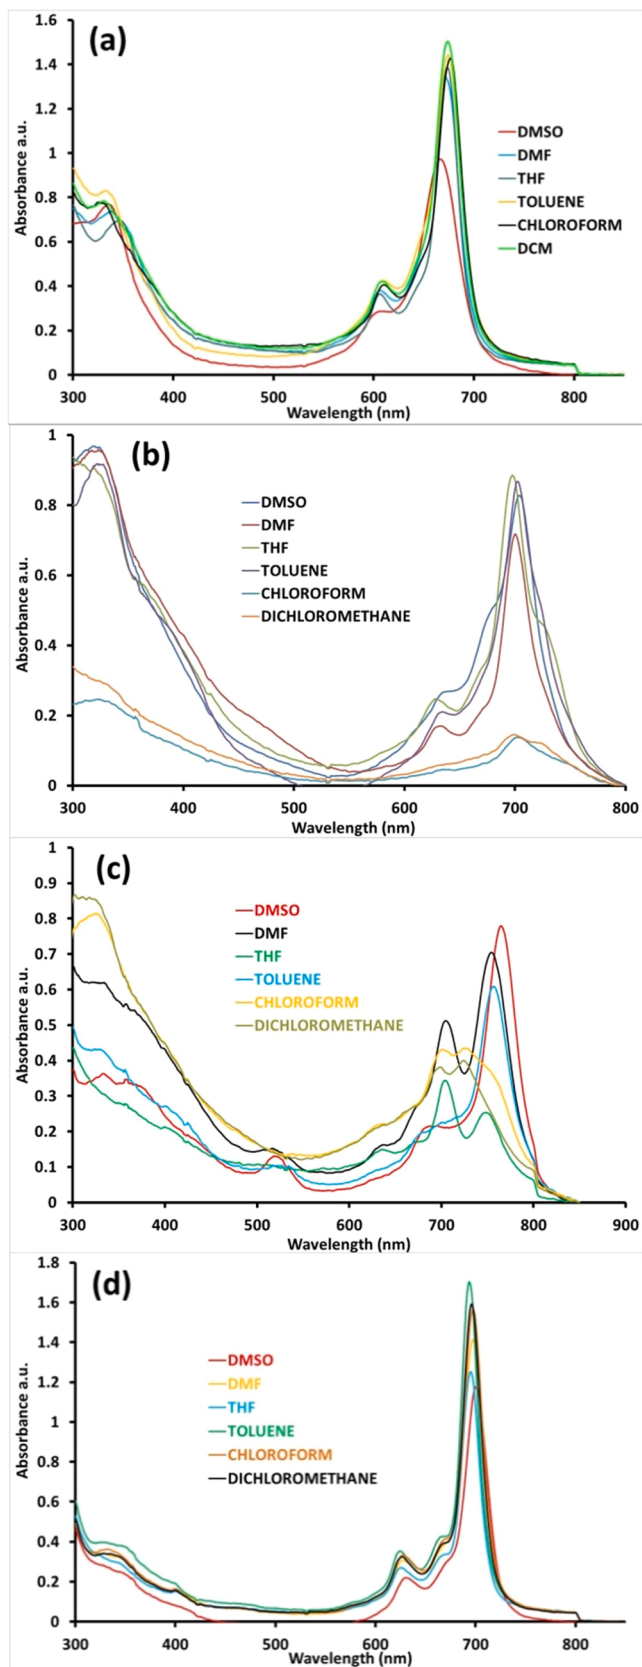 (a)
Absorbance a.u.
1.6
1.4
1.2
1
0.8
0.6
0.4
0.2
0
DMSO
DMF
THF
TOLUENE
CHLOROFORM
DCM
300 400 500 600 700 800
Wavelength (nm)
(b)
Absorbance a.u.
1
0.8
0.6
0.4
0.2
0
DMSO
DMF
THF
TOLUENE
CHLOROFORM
DICHLOROMETHANE
300 400 500 600 700 800
Wavelength (nm)
(c)
Absorbance a.u.
1
0.9
0.8
0.7
0.6
0.5
0.4
0.3
0.2
0.1
0
DMSO
DMF
THF
TOLUENE
CHLOROFORM
DICHLOROMETHANE
300 400 500 600 700 800 900
Wavelength (nm)
(d)
Absorbance a.u.
1.8
1.6
1.4
1.2
1
0.8
0.6
0.4
0.2
0
DMSO
DMF
THF
TOLUENE
CHLOROFORM
DICHLOROMETHANE
300 400 500 600 700 800
Wavelength (nm)